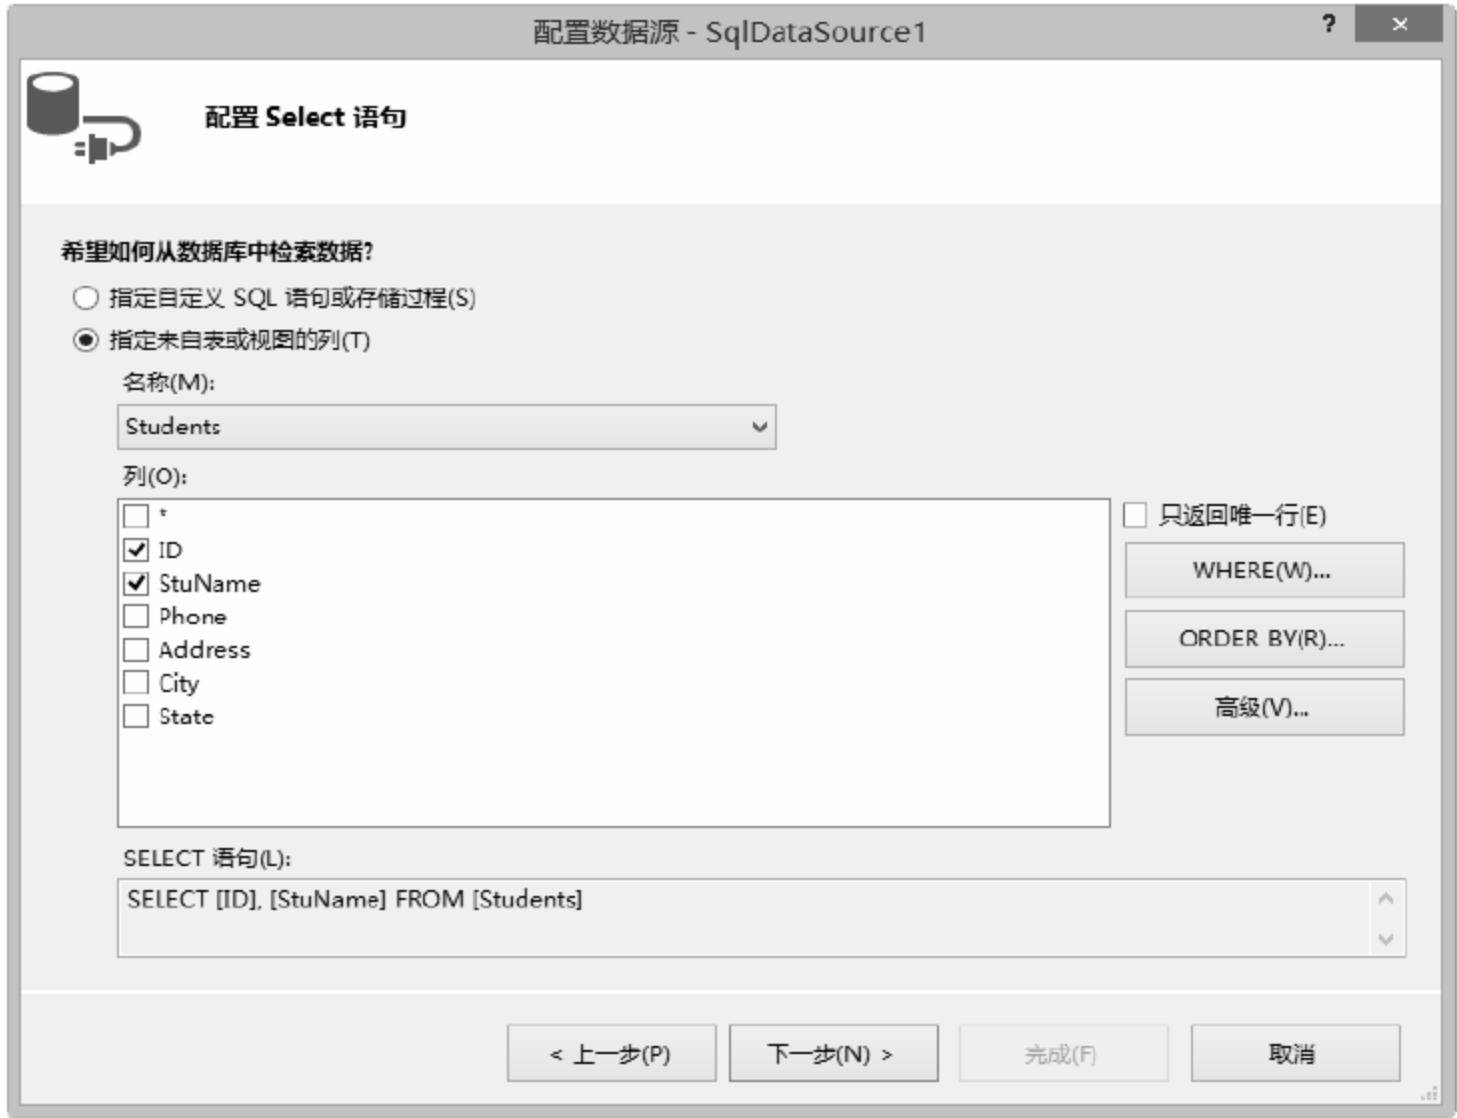 配置数据源 - SqlDataSource1
?
配置 Select 语句
希望如何从数据库中检索数据?
指定自定义 SQL 语句或存储过程(S)
指定来自表或视图的列(T)
名称(M):
Students
列(O):
*
只返回唯一行(E)
ID
WHERE(W)...
StuName
Phone
ORDER BY(R)...
Address
City
高级(V)...
State
SELECT 语句(L):
SELECT [ID], [StuName] FROM [Students]
< 上一步(P)
下一步(N) >
完成(F)
取消